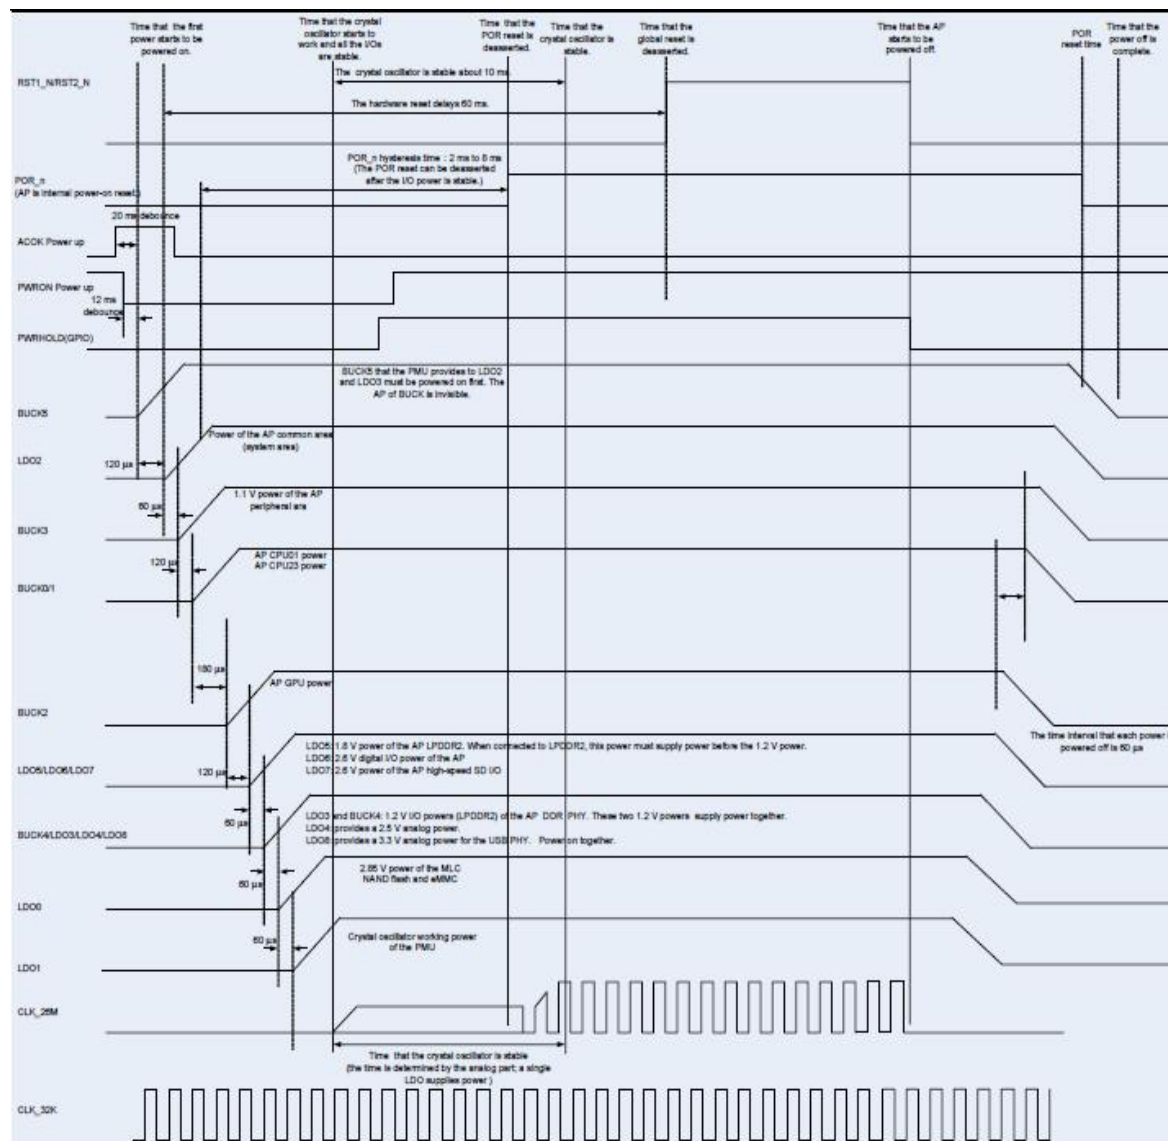 Time that the first
power starts to be
powered on.
Time that the crystal
oscillator starts to
work and all the I/Os
are stable.
Time that the
POR reset is
deasserted.
Time that the
crystal oscillator is
stable.
Time that the
global reset is
deasserted.
Time that the AP
starts to be
powered off.
POR
reset time
Time that the
power off is
complete.
RST1_N/RST2_N
The crystal oscillator is stable about 10 ms.
The hardware reset delays 60 ms.
POR_n hysteresis time : 2 ms to 6 ms
(The POR reset can be deasserted
after the I/O power is stable.)
POR_n
(AP is internal power-on reset.)
20 ms debounce
ACOK Power up
PWRON Power up
12 ms
debounce
PWRHOLD(GPIO)
BUCK5 that the PMU provides to LDO2
and LDO3 must be powered on first. The
AP of BUCK is invisible.
BUCK5
Power of the AP common area
(system area)
LDO2
120 µs
1.1 V power of the AP
peripheral are
60 µs
BUCK3
AP CPU01 power
AP CPU23 power
120 µs
BUCK0/1
180 µs
AP GPU power
BUCK2
The time interval that each power is
powered off is 60 µs
LDO5: 1.8 V power of the AP LPDDR2. When connected to LPDDR2, this power must supply power before the 1.2 V power.
LDO6: 2.6 V digital I/O power of the AP
LDO7: 2.6 V power of the AP high-speed SD I/O
LDO5/LDO6/LDO7
120 µs
60 µs
LDO3 and BUCK4: 1.2 V I/O powers (LPDDR2) of the AP DDR PHY. These two 1.2 V powers supply power together.
LDO4: provides a 2.5 V analog power.
LDO8: provides a 3.3 V analog power for the USB PHY. Power on together.
BUCK4/LDO3/LDO4/LDO8
2.85 V power of the MLC
NAND flash and eMMC
60 µs
LDO0
60 µs
Crystal oscillator working power
of the PMU
LDO1
CLK_26M
Time that the crystal oscillator is stable
(the time is determined by the analog part; a single
LDO supplies power )
CLK_32K